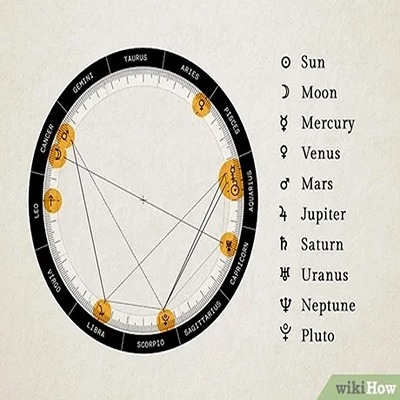 TAURUS
GEMINI
ARIES
PISCES
CANCER
AQUARIUS
LEO
CAPRICORN
VIRGO
SAGITTARIUS
LIBRA
SCORPIO
☉ Sun
☽ Moon
☿ Mercury
♀ Venus
♂ Mars
♃ Jupiter
♄ Saturn
♅ Uranus
♆ Neptune
⯓ Pluto
wikiHow